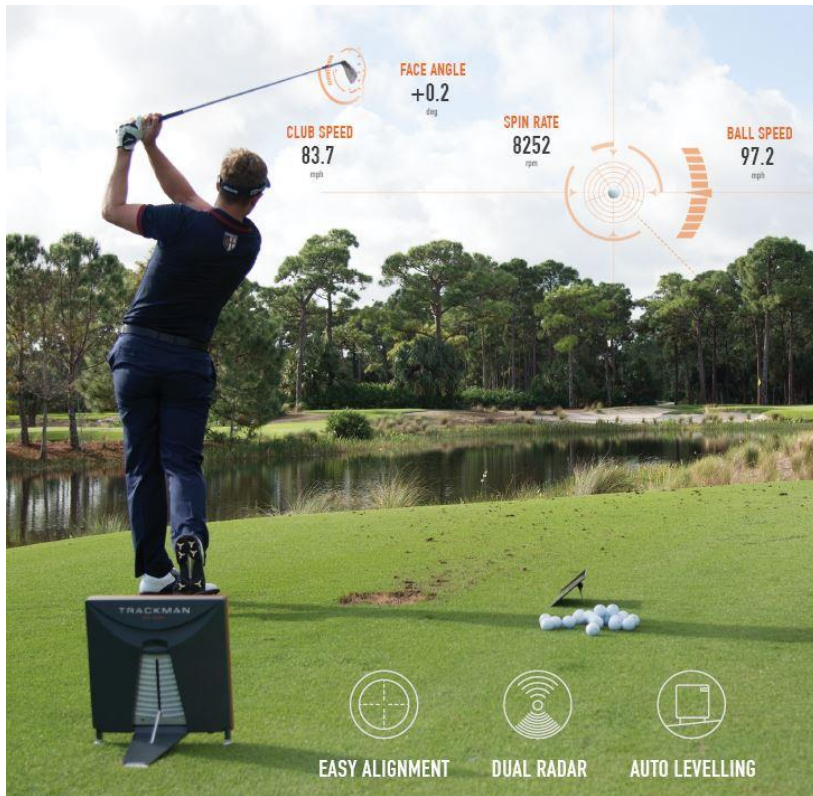 FACE ANGLE
+0.2
deg
CLUB SPEED
83.7
mph
SPIN RATE
8252
rpm
BALL SPEED
97.2
mph
TRACKMAN
EASY ALIGNMENT
DUAL RADAR
AUTO LEVELLING